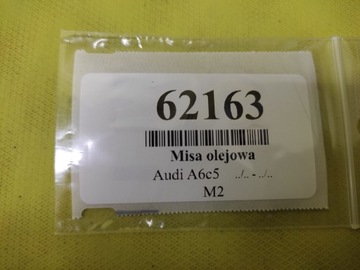 62163
Misa olejowa
Audi A6c5 ../.. - ../..
M2